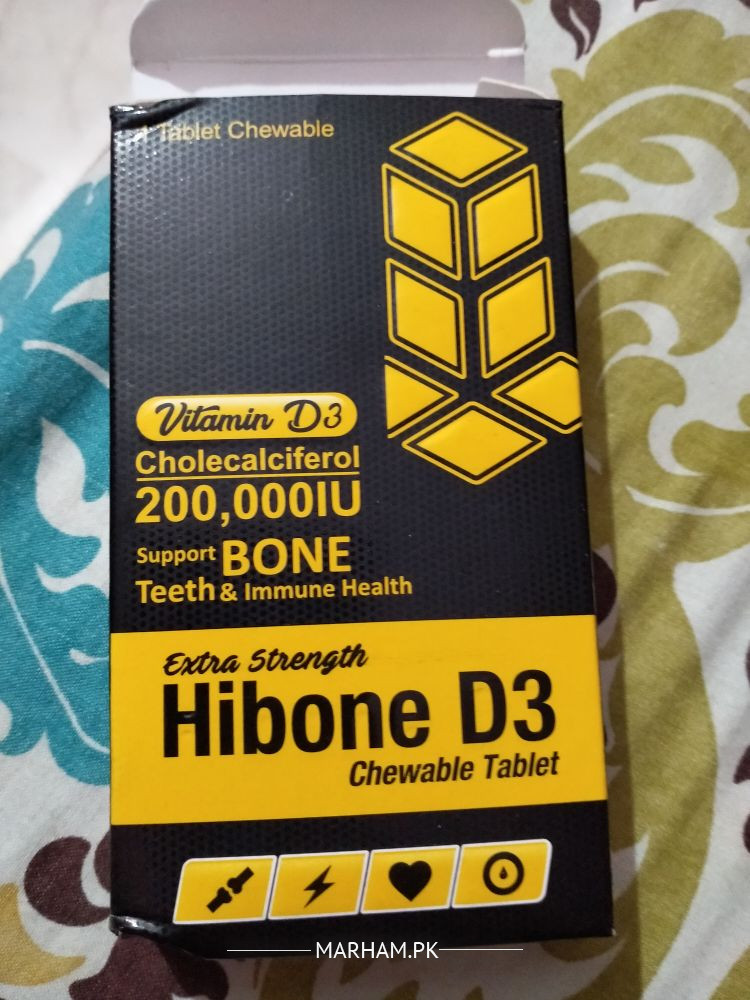 Tablet Chewable
Vitamin D3
Cholecalciferol
200,000IU
Support BONE
Teeth & Immune Health
Extra Strength
Hibone D3
Chewable Tablet
MARHAM.PK